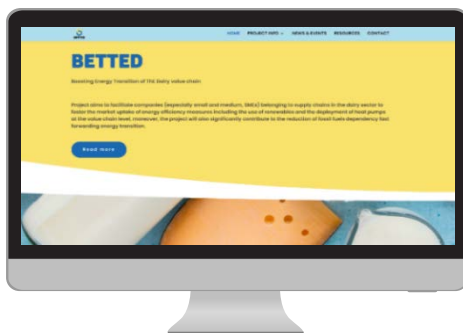 HOME PROJECT INFO NEWS & EVENTS RESOURCES CONTACT
BETTED
Boosting Energy Transition of ThE Dairy value chain
Project aims to facilitate companies (especially small and medium, SMEs) belonging to supply chains in the dairy sector to
foster the market uptake of energy efficiency measures including the use of renewables and the deployment of heat pumps
at the value chain level, moreover, the project will also significantly contribute to the reduction of fossil fuels dependency fast
forwarding energy transition.
Read more